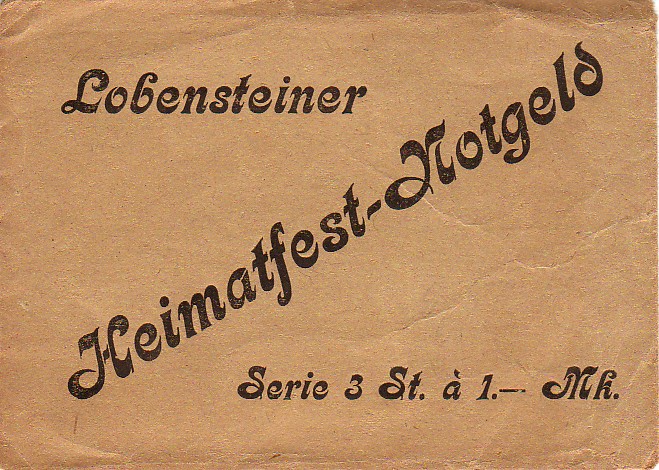 Lobensteiner
Heimatfest-Notgeld
Serie 3 St. à 1.— Mk.